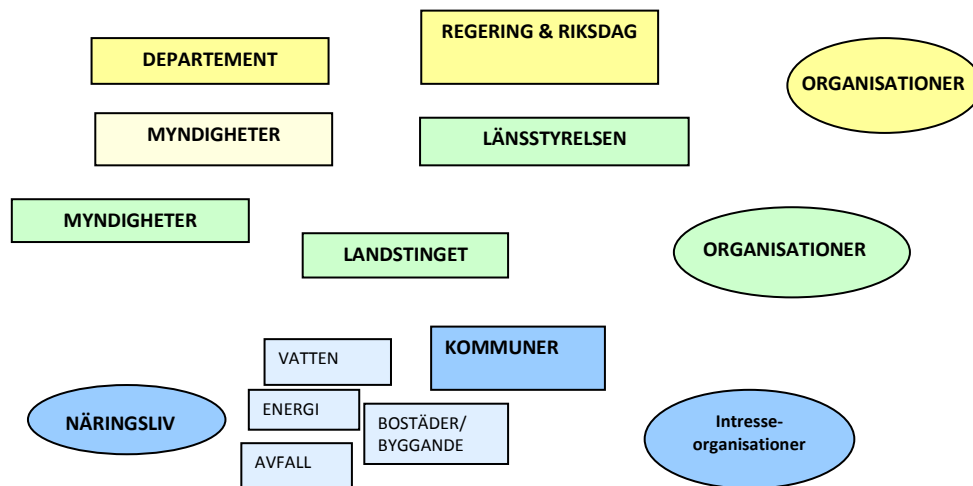 REGERING & RIKSDAG
DEPARTEMENT
ORGANISATIONER
MYNDIGHETER
LÄNSSTYRELSEN
MYNDIGHETER
LANDSTINGET
ORGANISATIONER
KOMMUNER
VATTEN
ENERGI
NÄRINGSLIV
BOSTÄDER/
BYGGANDE
Intresse-
organisationer
AVFALL